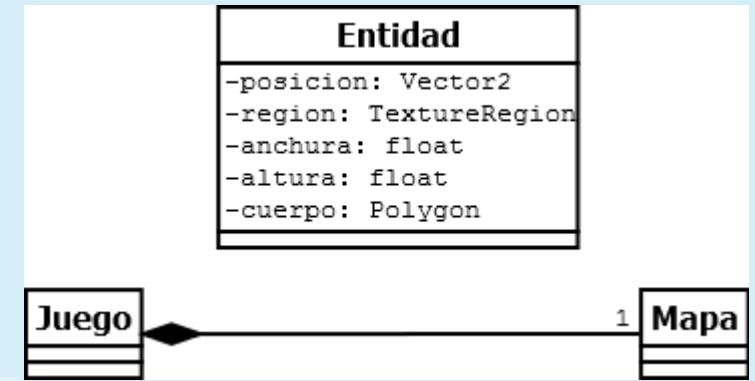 Entidad
-posicion: Vector2
-region: TextureRegion
-anchura: float
-altura: float
-cuerpo: Polygon
Juego 1 Mapa